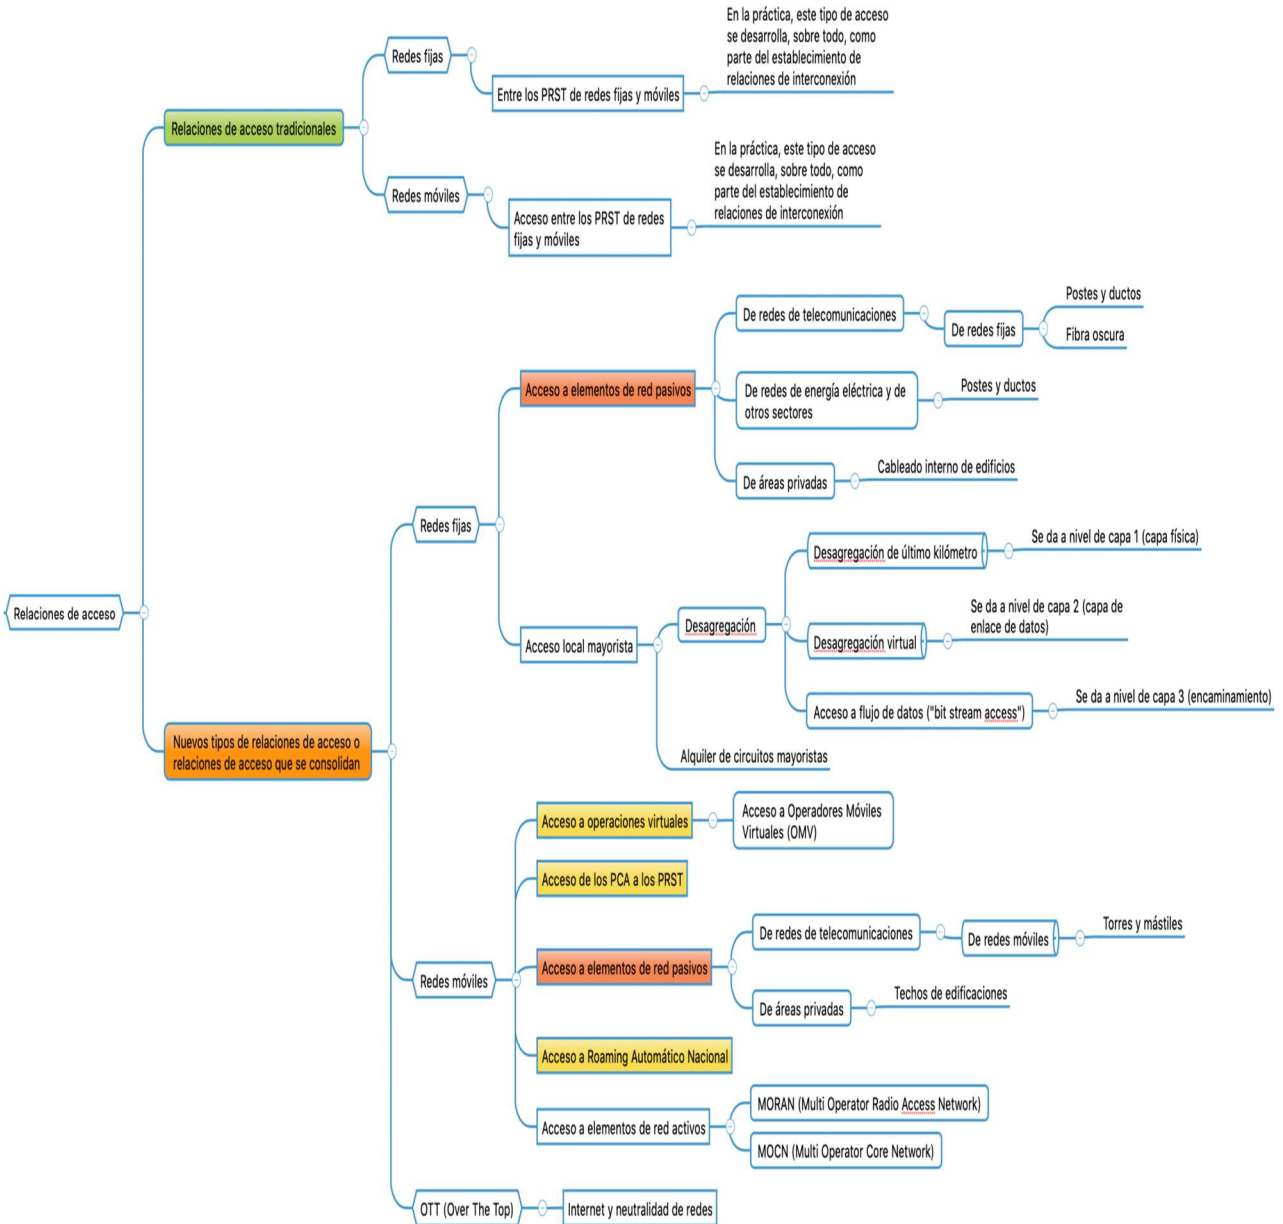 En la práctica, este tipo de acceso
se desarrolla, sobre todo, como
parte del establecimiento de
relaciones de interconexión
Redes fijas
Entre los PRST de redes fijas y móviles
Relaciones de acceso tradicionales
En la práctica, este tipo de acceso
se desarrolla, sobre todo, como
parte del establecimiento de
relaciones de interconexión
Redes móviles
Acceso entre los PRST de redes
fijas y móviles
Relaciones de acceso
Nuevos tipos de relaciones de acceso o
relaciones de acceso que se consolidan
Redes fijas
Acceso a elementos de red pasivos
De redes de telecomunicaciones
De redes fijas
Postes y ductos
Fibra oscura
De redes de energía eléctrica y de
otros sectores
Postes y ductos
De áreas privadas
Cableado interno de edificios
Acceso local mayorista
Desagregación
Desagregación de último kilómetro
Se da a nivel de capa 1 (capa física)
Desagregación virtual
Se da a nivel de capa 2 (capa de
enlace de datos)
Acceso a flujo de datos ("bit stream access")
Se da a nivel de capa 3 (encaminamiento)
Alquiler de circuitos mayoristas
Redes móviles
Acceso a operaciones virtuales
Acceso a Operadores Móviles
Virtuales (OMV)
Acceso de los PCA a los PRST
Acceso a elementos de red pasivos
De redes de telecomunicaciones
De redes móviles
Torres y mástiles
De áreas privadas
Techos de edificaciones
Acceso a Roaming Automático Nacional
Acceso a elementos de red activos
MORAN (Multi Operator Radio Access Network)
MOCN (Multi Operator Core Network)
OTT (Over The Top)
Internet y neutralidad de redes